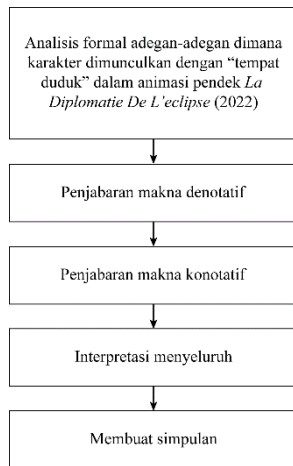 Analisis formal adegan-adegan dimana
karakter dimunculkan dengan “tempat
duduk” dalam animasi pendek La
Diplomatie De L'eclipse (2022)
Penjabaran makna denotatif
Penjabaran makna konotatif
Interpretasi menyeluruh
Membuat simpulan